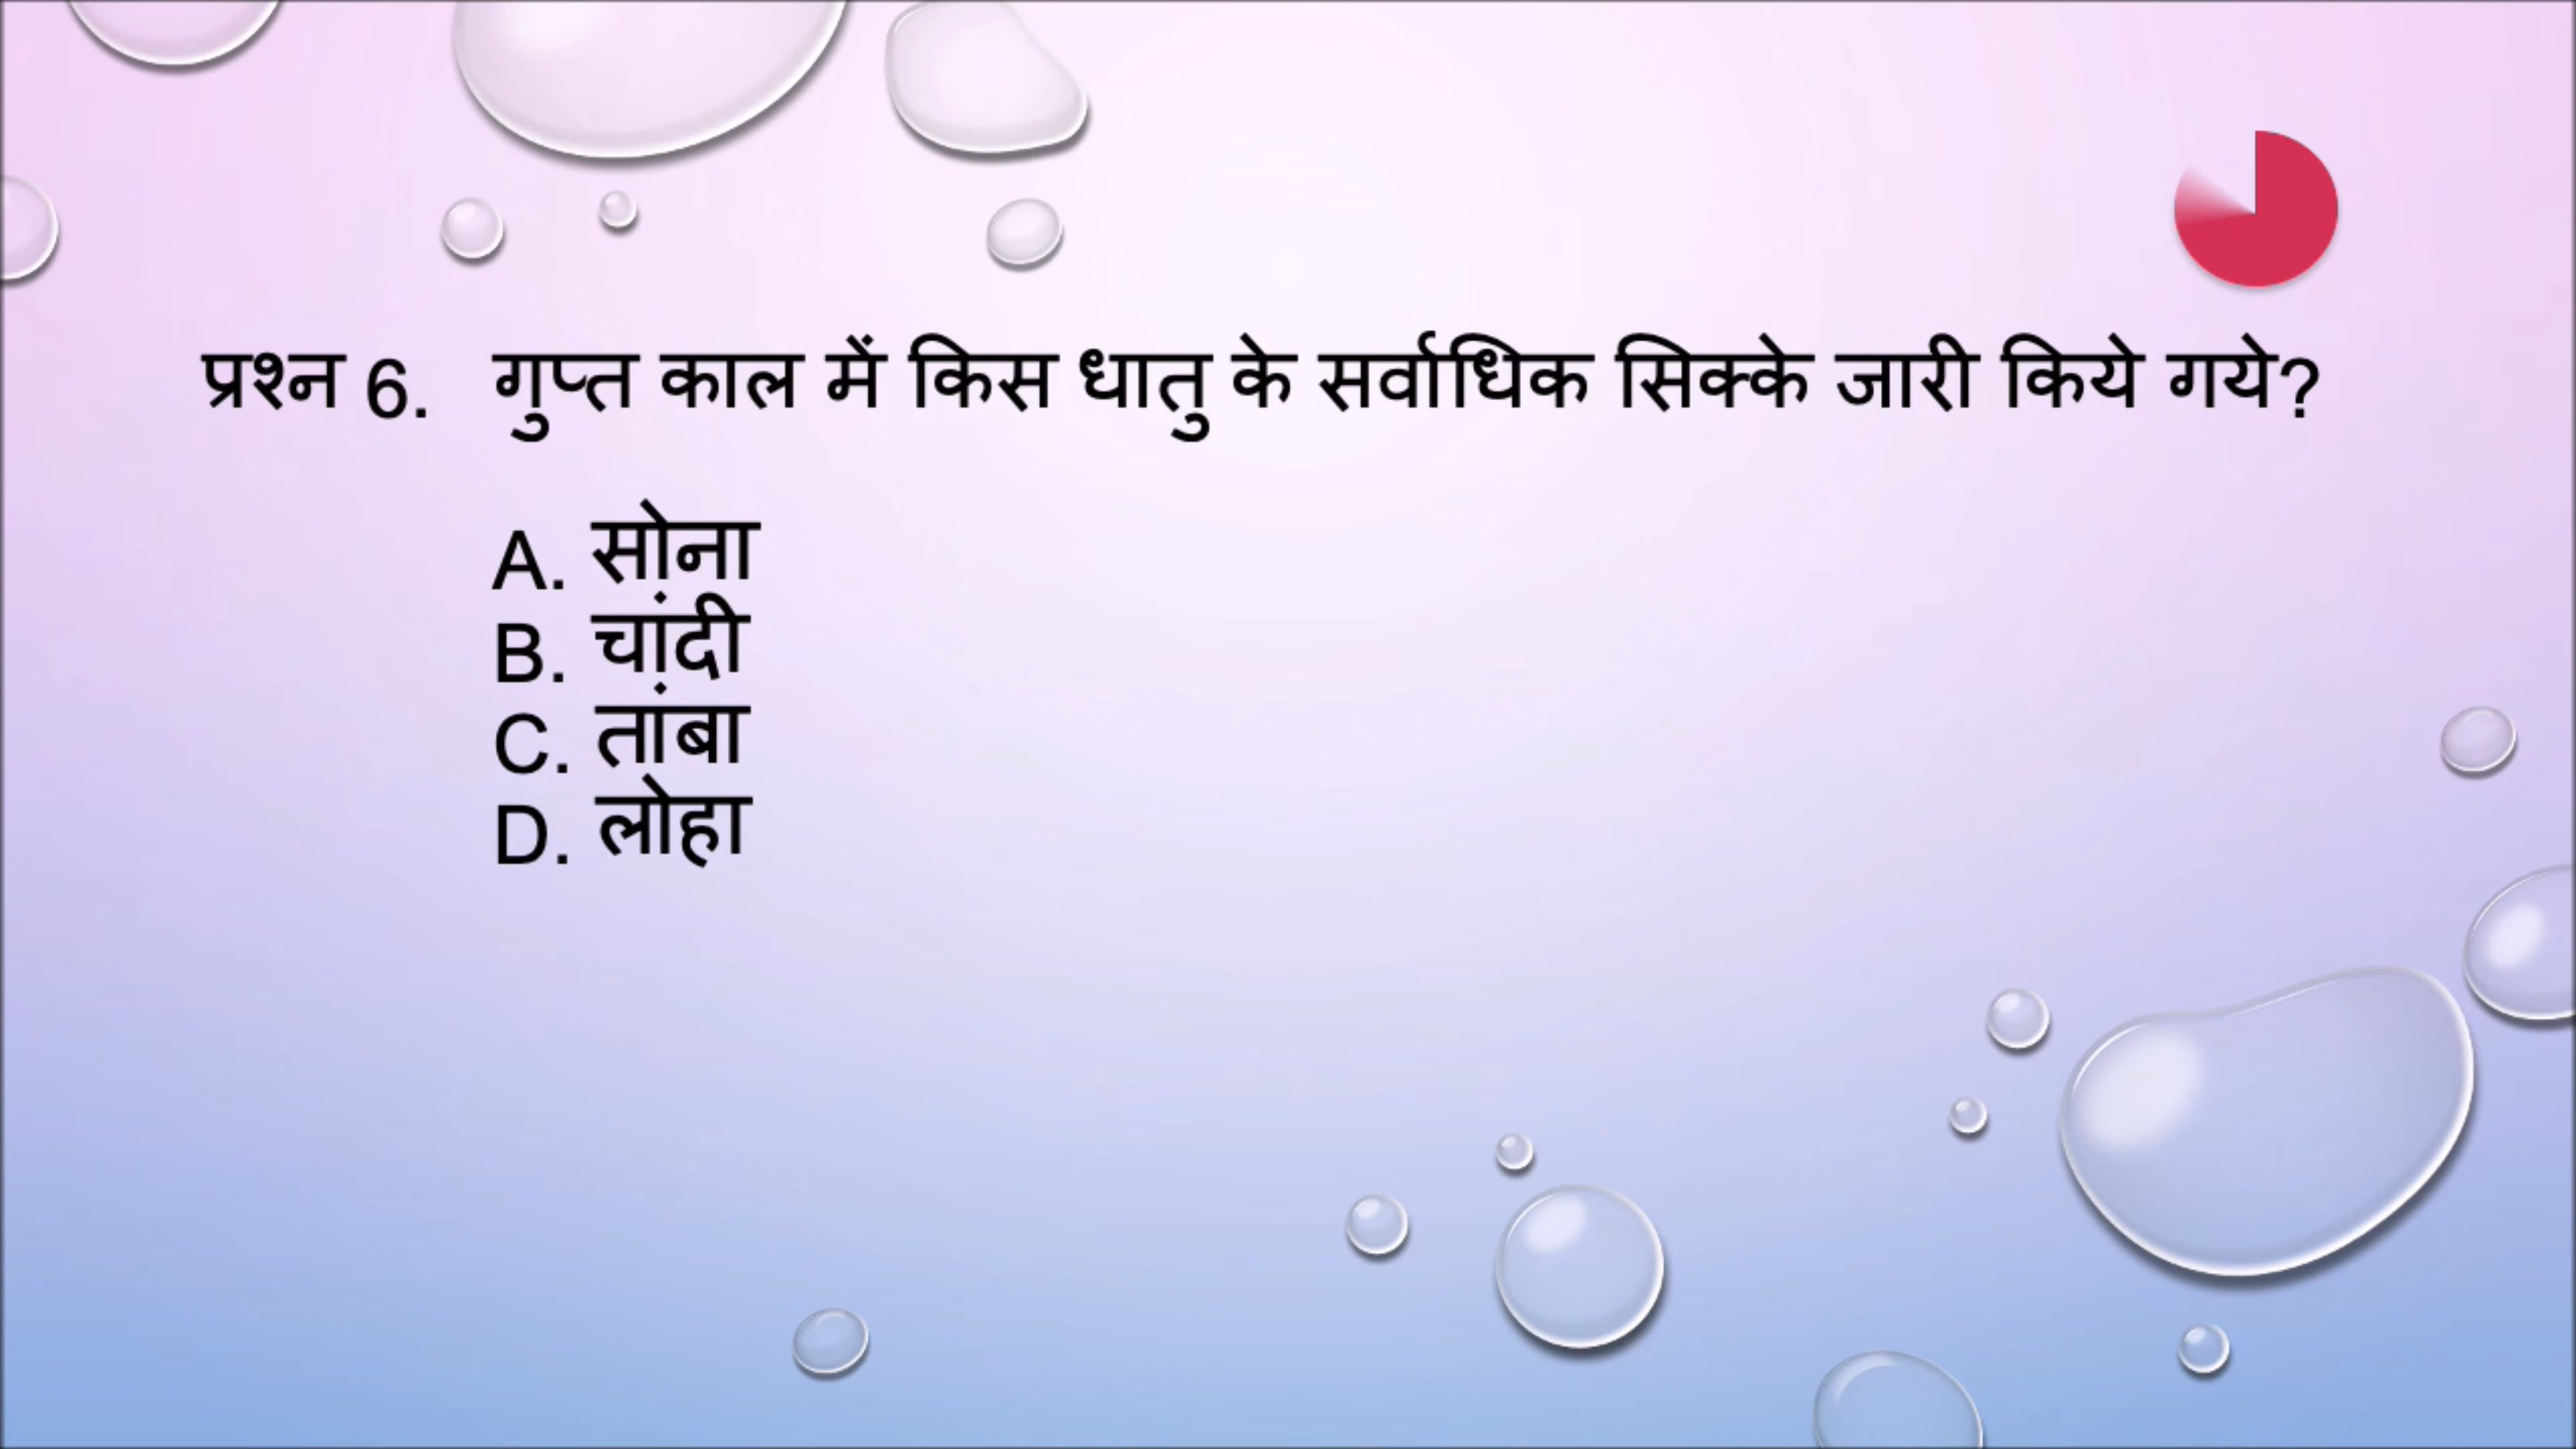 प्रश्न 6. गुप्त काल में किस धातु के सर्वाधिक सिक्के जारी किये गये?
A. सोना
B. चांदी
C. तांबा
D. लोहा